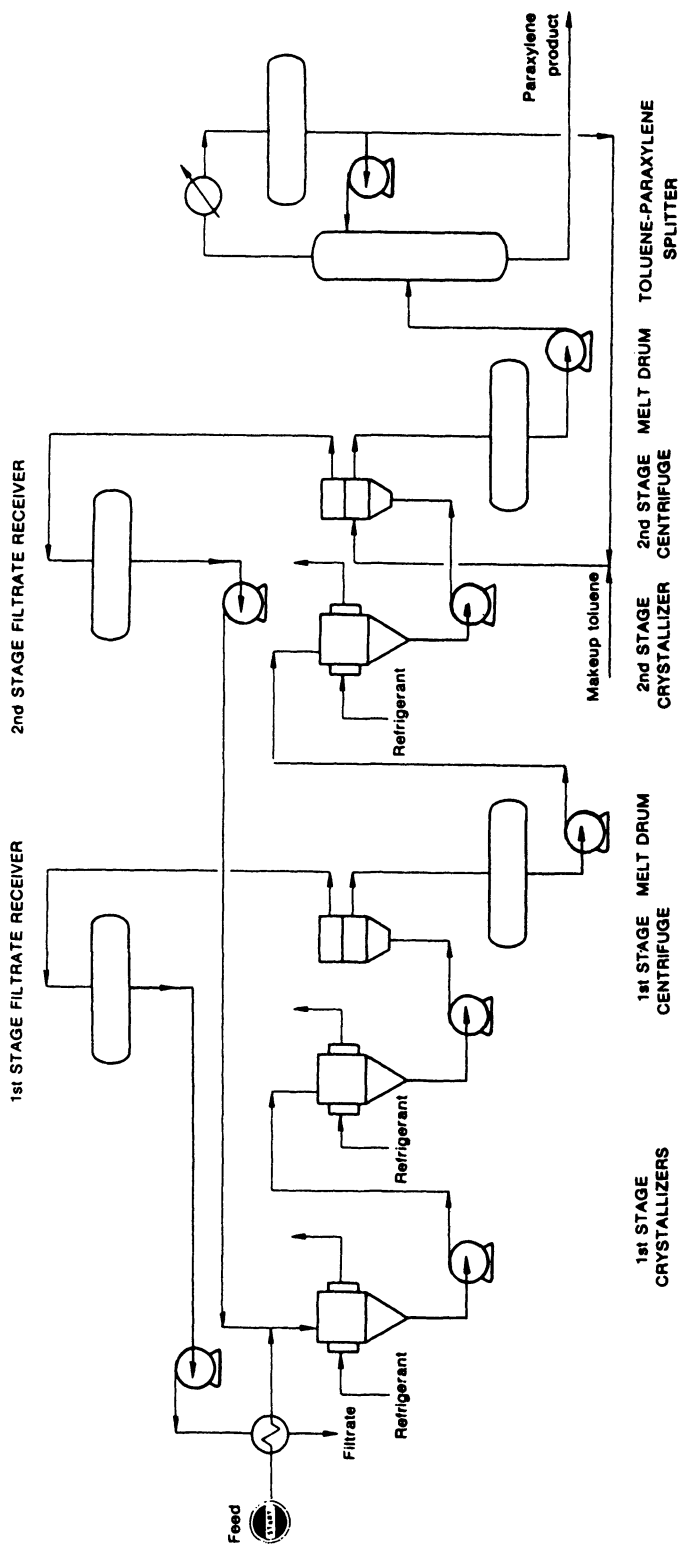 2nd STAGE FILTRATE RECEIVER
1st STAGE FILTRATE RECEIVER
Feed
START
Filtrate
Refrigerant
Refrigerant
Refrigerant
Makeup toluene
Paraxylene
product
1st STAGE
CRYSTALLIZERS
1st STAGE
CENTRIFUGE
MELT DRUM
2nd STAGE
CRYSTALLIZER
2nd STAGE
CENTRIFUGE
MELT DRUM
TOLUENE-PARAXYLENE
SPLITTER